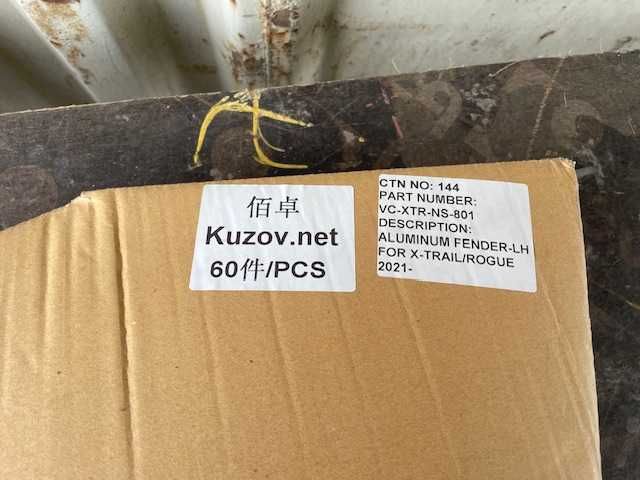 佰卓
Kuzov.net
60件/PCS
CTN NO: 144
PART NUMBER:
VC-XTR-NS-801
DESCRIPTION:
ALUMINUM FENDER-LH
FOR X-TRAIL/ROGUE
2021-